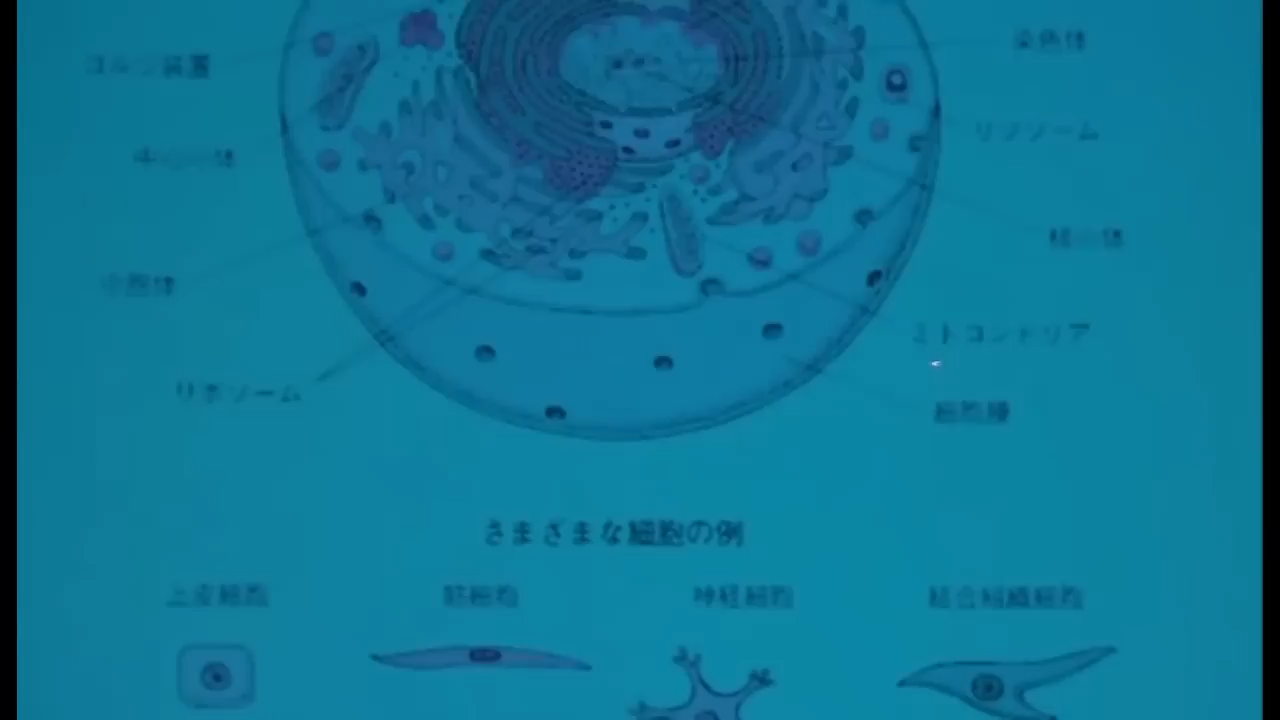 ゴルジ装置
染色体
リソソーム
中心体
小胞体
ミトコンドリア
リボソーム
細胞膜
さまざまな細胞の例
上皮細胞
筋細胞
神経細胞
結合組織細胞